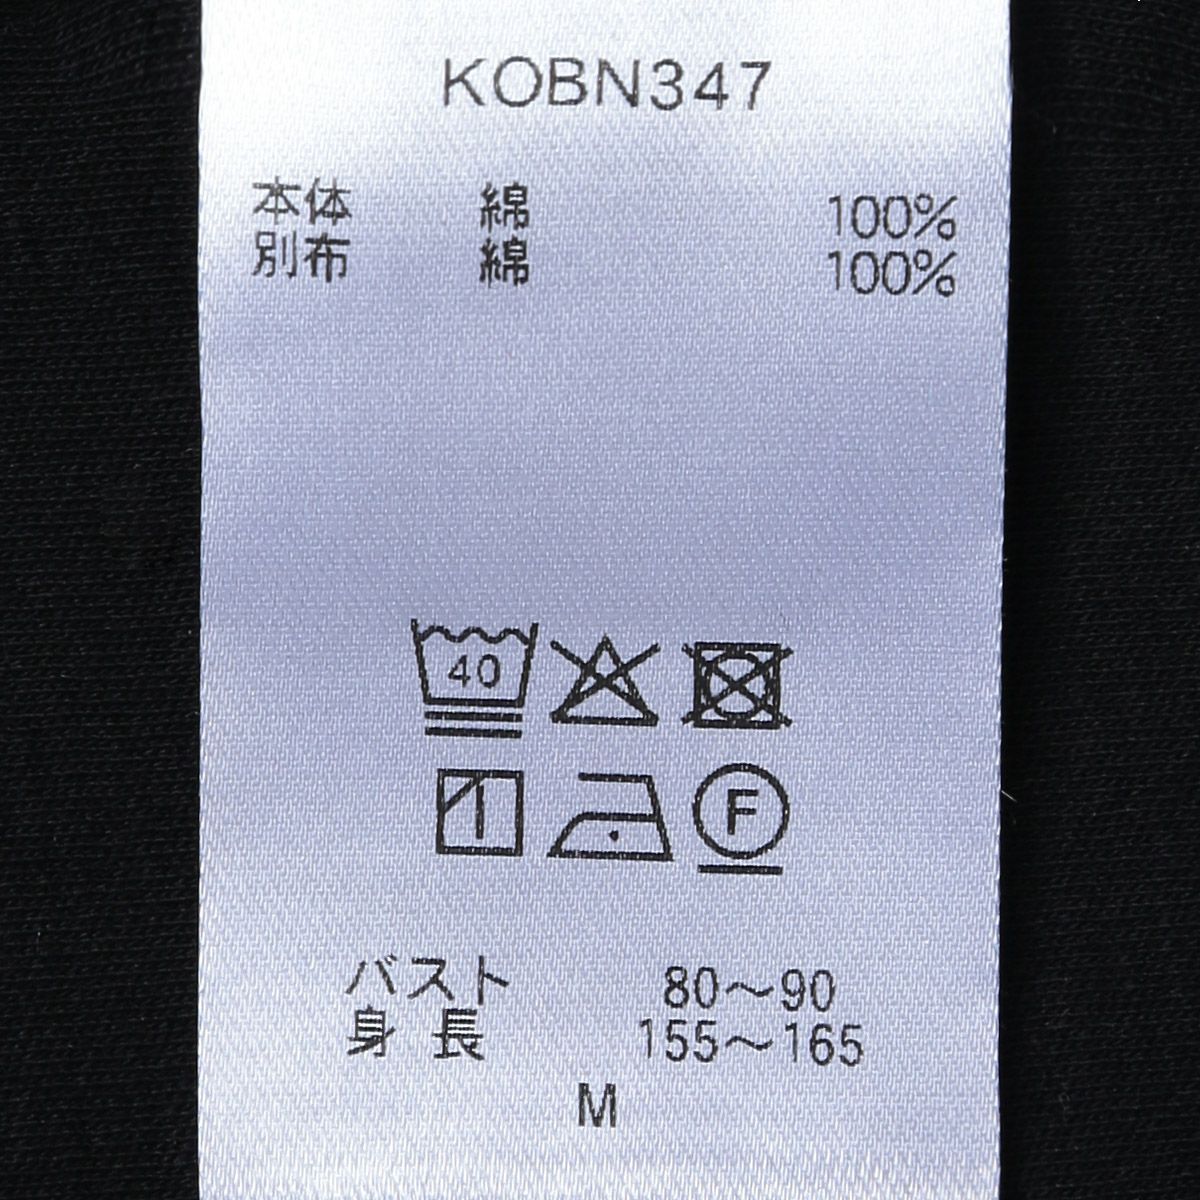 KOBN347
本体 綿 100%
別布 綿 100%
40
F
バスト 80～90
身長 155～165
M